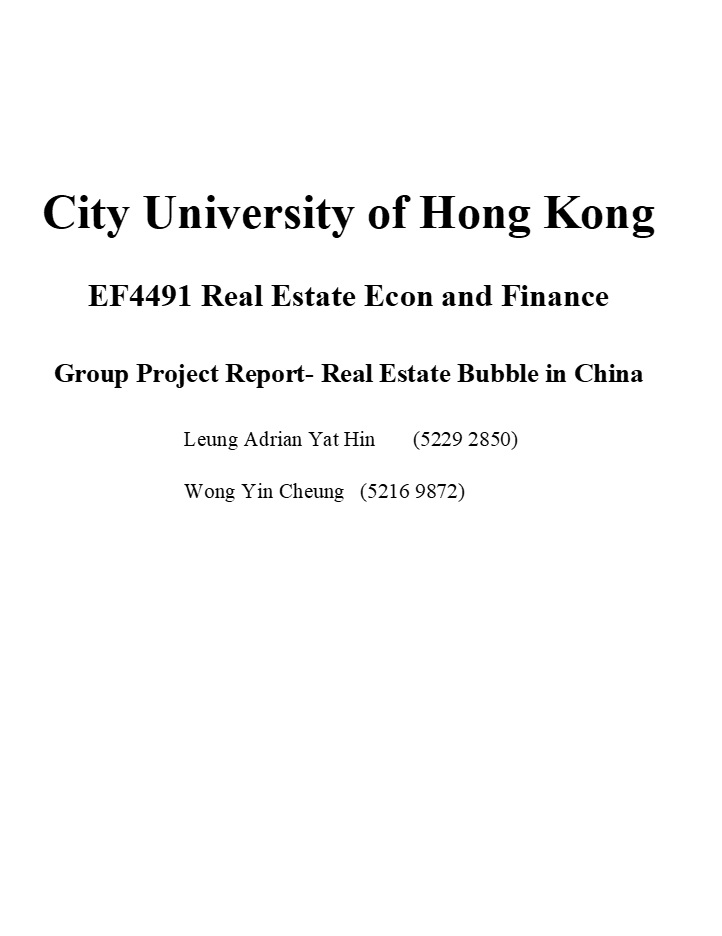 City University of Hong Kong
EF4491 Real Estate Econ and Finance
Group Project Report- Real Estate Bubble in China
Leung Adrian Yat Hin (5229 2850)
Wong Yin Cheung (5216 9872)